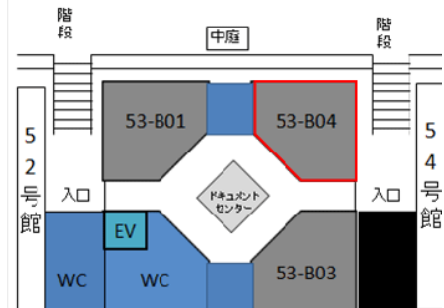 階段
中庭
階段
53-B01
53-B04
52号館
54号館
入口
ドキュメント
センター
入口
EV
WC
WC
53-B03